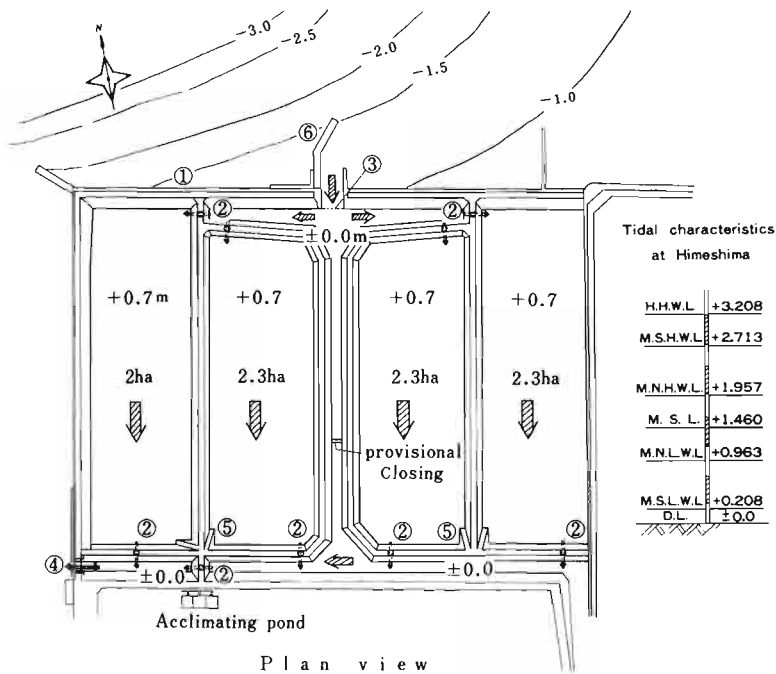 N
-3.0
-2.5
-2.0
-1.5
-1.0
⑥
①
③
②
②
±0.0m
+0.7m
+0.7
+0.7
+0.7
2ha
2.3ha
2.3ha
2.3ha
provisional
Closing
②
⑤
②
②
⑤
②
④
±0.0
②
±0.0
Acclimating pond
Plan view
Tidal characteristics
at Himeshima
H.H.W.L +3.208
M.S.H.W.L +2.713
M.N.H.W.L. +1.957
M. S. L. +1.460
M.N.L.W.L +0.963
M.S.L.W.L +0.208
D.L. ±0.0